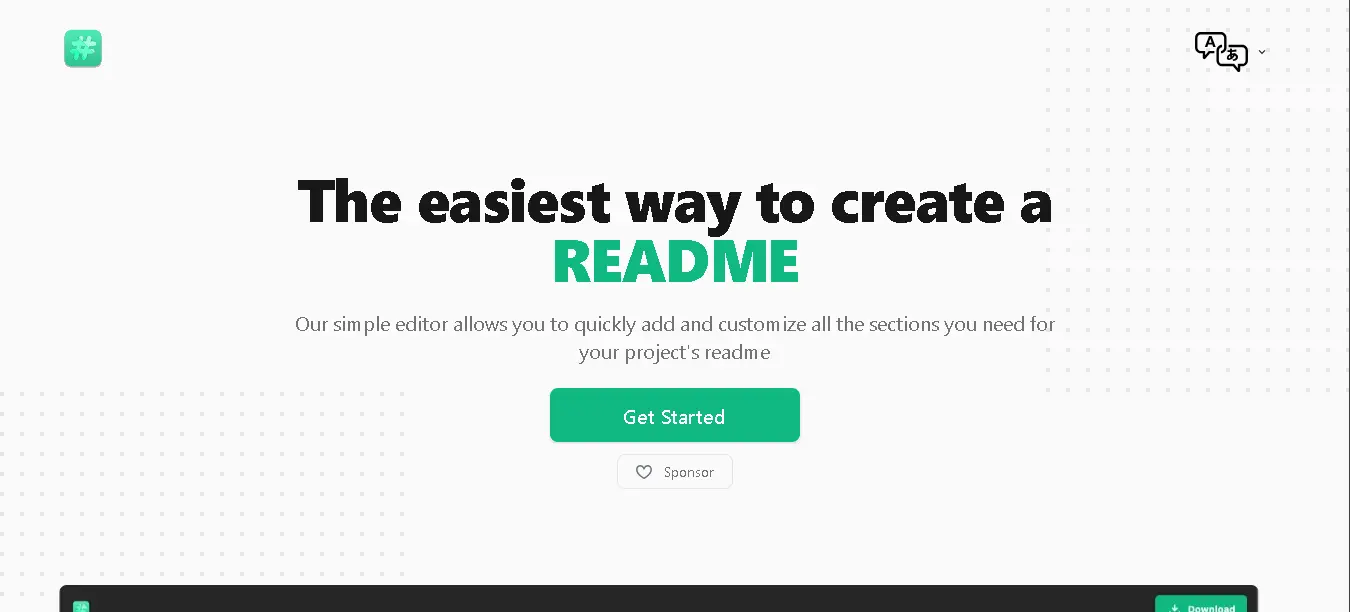 #
A
あ
The easiest way to create a
README
Our simple editor allows you to quickly add and customize all the sections you need for
your project's readme
Get Started
Sponsor
#
Download